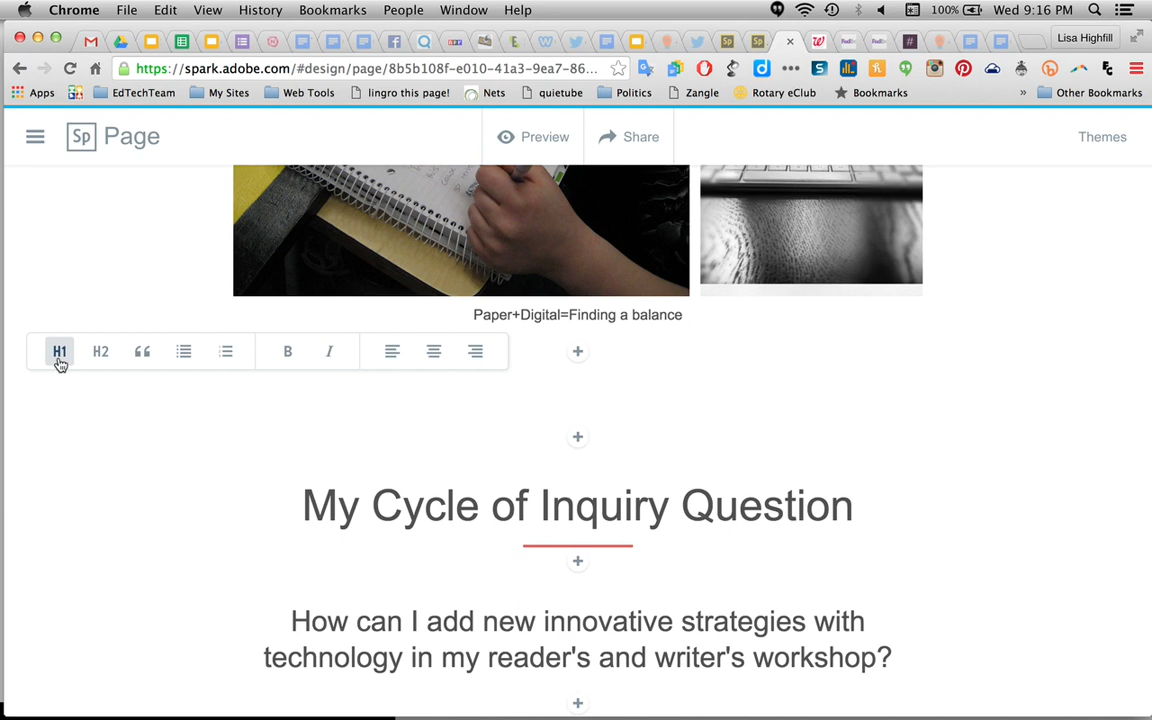 Chrome File Edit View History Bookmarks People Window Help 100% Wed 9:16 PM
Lisa Highfill
https://spark.adobe.com/#design/page/8b5b108f-e010-41a3-9ea7-86...
Apps EdTechTeam My Sites Web Tools lingro this page! Nets quietube Politics Zangle Rotary eClub Bookmarks » Other Bookmarks
Sp Page Preview Share Themes
Paper+Digital=Finding a balance
H1 H2 B I
My Cycle of Inquiry Question
How can I add new innovative strategies with
technology in my reader's and writer's workshop?